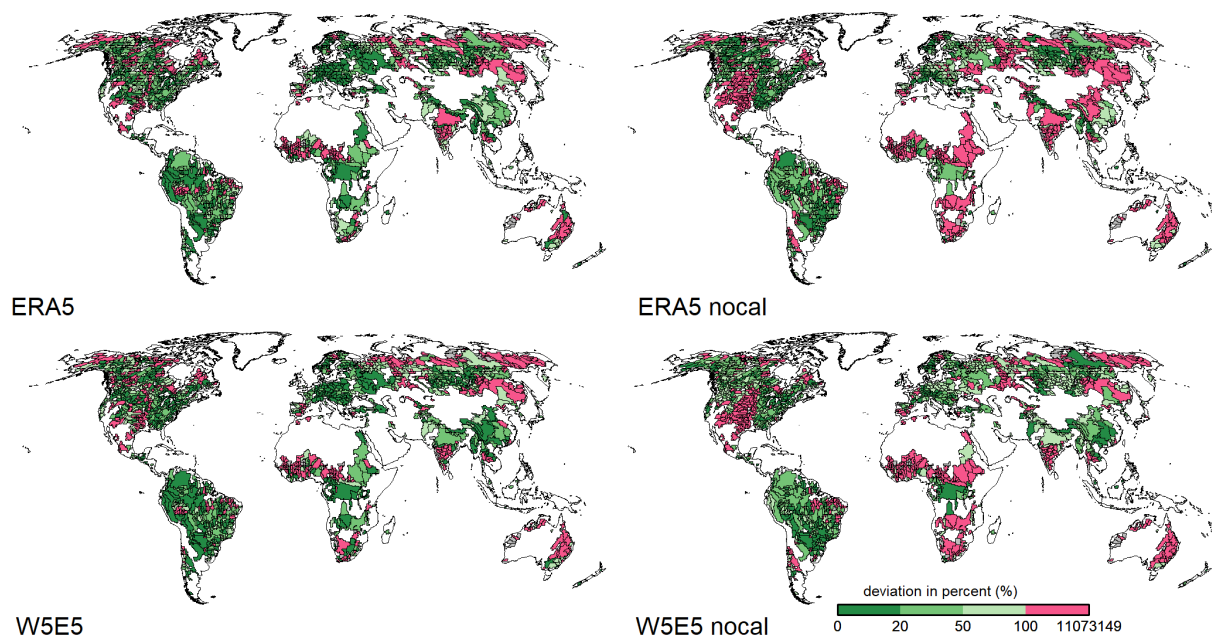 ERA5
ERA5 nocal
W5E5
W5E5 nocal
deviation in percent (%)
0 20 50 100 11073149